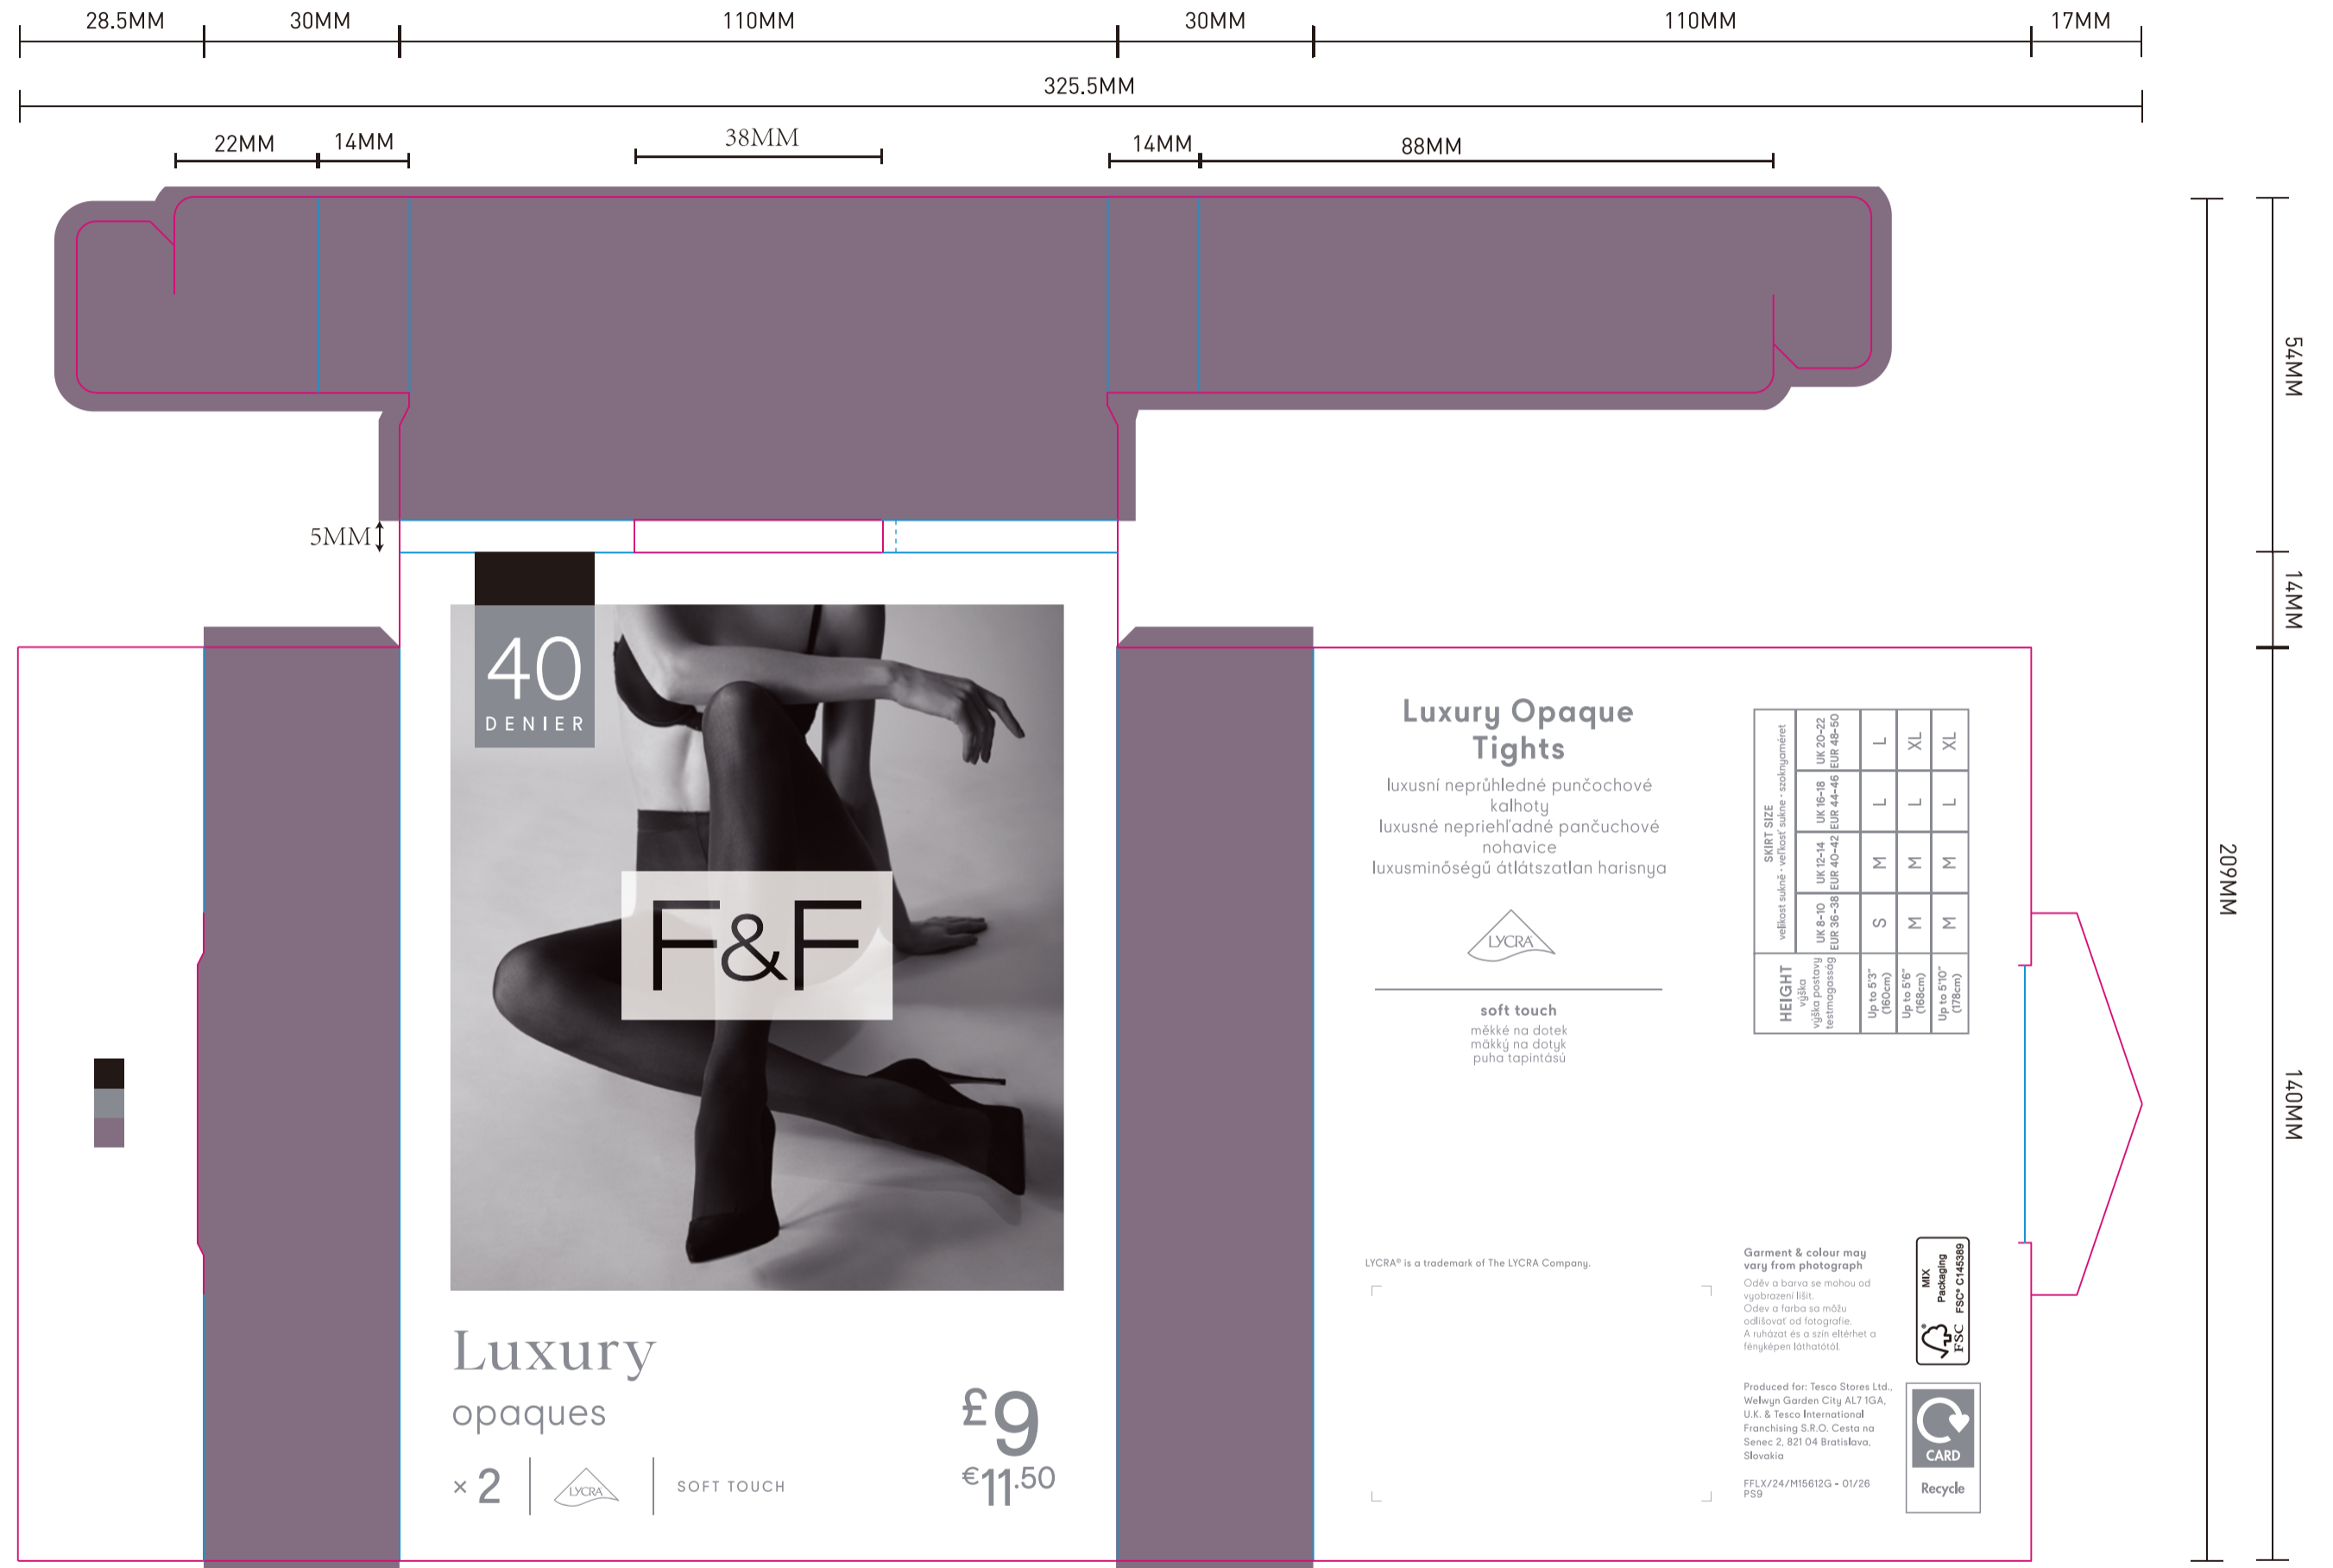 28.5MM 30MM 110MM 30MM 110MM 17MM
325.5MM
22MM 14MM 38MM 14MM 88MM
5MM
54MM
14MM
209MM
140MM
40
DENIER
F&F
Luxury
opaques
× 2
LYCRA
SOFT TOUCH
£9
€11.50
Luxury Opaque
Tights
luxusní neprůhledné punčochové
kalhoty
luxusné nepriehľadné pančuchové
nohavice
luxusminőségű átlátszatlan harisnya
LYCRA
soft touch
měkké na dotek
mäkký na dotyk
puha tapintású
LYCRA® is a trademark of The LYCRA Company.
SKIRT SIZE
velikost sukně • veľkosť sukne • szoknyaméret
HEIGHT
výška
výška postavy
testmagasság
UK 8-10 UK 12-14 UK 16-18 UK 20-22
EUR 36-38 EUR 40-42 EUR 44-46 EUR 48-50
Up to 5'3"
(160cm) S M L L
Up to 5'6"
(168cm) M M L XL
Up to 5'10"
(178cm) M M L XL
Garment & colour may
vary from photograph
Oděv a barva se mohou od
vyobrazení lišit.
Odev a farba sa môžu
odlišovať od fotografie.
A ruházat és a szín eltérhet a
fényképen láthatótól.
Produced for: Tesco Stores Ltd.,
Welwyn Garden City AL7 1GA,
U.K. & Tesco International
Franchising S.R.O. Cesta na
Senec 2, 821 04 Bratislava,
Slovakia
FFLX/24/M15612G - 01/26
PS9
FSC
MIX
Packaging
FSC® C145389
CARD
Recycle